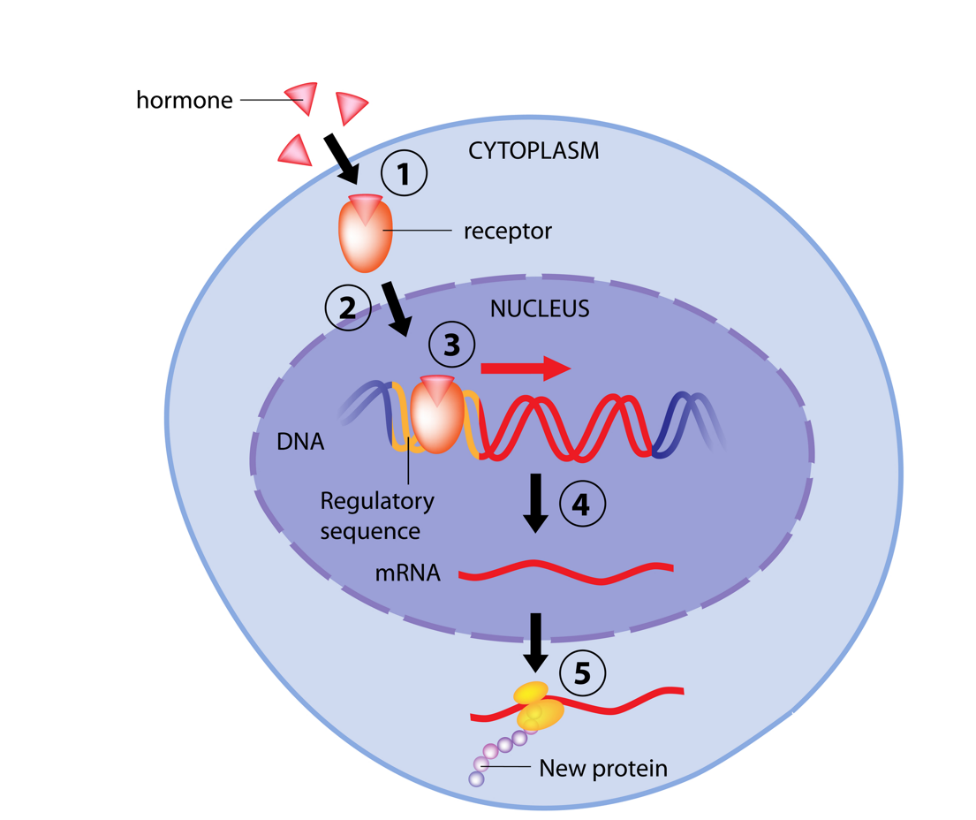 hormone
CYTOPLASM
1
receptor
2
NUCLEUS
3
DNA
Regulatory
sequence
4
mRNA
5
New protein